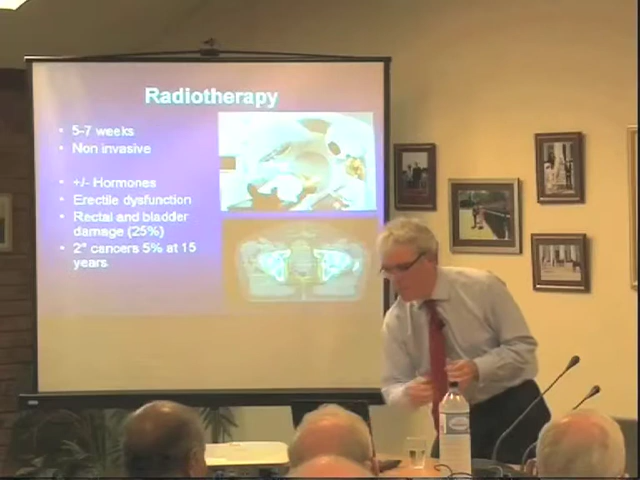 Radiotherapy
• 5-7 weeks
• Non invasive
• +/- Hormones
• Erectile dysfunction
• Rectal and bladder
damage (25%)
• 2° cancers 5% at 15
years